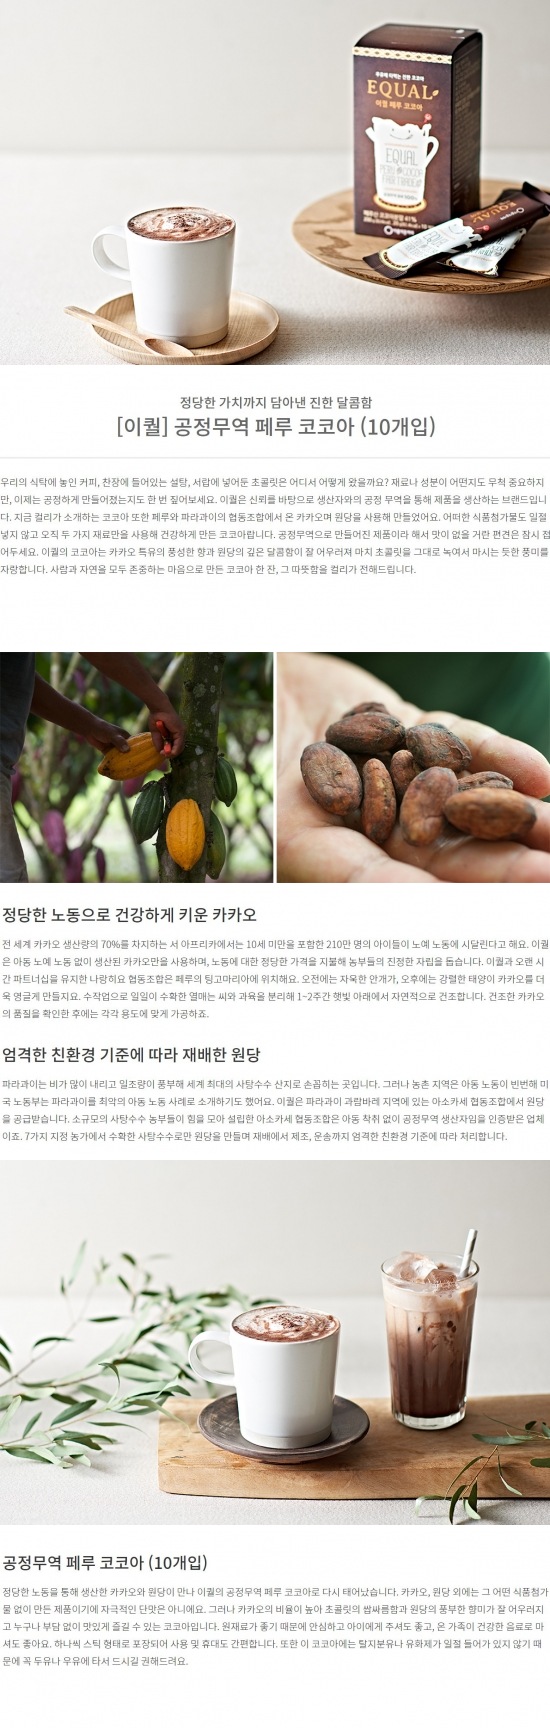 우유에 타먹는 진한 코코아
EQUAL
이퀄 페루 코코아
EQUAL
PERU COCOA
FAIR TRADE
EQUAL
정당한 가치까지 담아낸 진한 달콤함
[이퀄] 공정무역 페루 코코아 (10개입)
우리의 식탁에 놓인 커피, 찬장에 들어있는 설탕, 서랍에 넣어둔 초콜릿은 어디서 어떻게 왔을까요? 재료나 성분이 어떤지도 무척 중요하지
만, 이제는 공정하게 만들어졌는지도 한 번 짚어보세요. 이퀄은 신뢰를 바탕으로 생산자와의 공정 무역을 통해 제품을 생산하는 브랜드입니
다. 지금 컬리가 소개하는 코코아 또한 페루와 파라과이의 협동조합에서 온 카카오며 원당을 사용해 만들었어요. 어떠한 식품첨가물도 일절
넣지 않고 오직 두 가지 재료만을 사용해 건강하게 만든 코코아랍니다. 공정무역으로 만들어진 제품이라 해서 맛이 없을 거란 편견은 잠시 접
어두세요. 이퀄의 코코아는 카카오 특유의 풍성한 향과 원당의 깊은 달콤함이 잘 어우러져 마치 초콜릿을 그대로 녹여서 마시는 듯한 풍미를
자랑합니다. 사람과 자연을 모두 존중하는 마음으로 만든 코코아 한 잔, 그 따뜻함을 컬리가 전해드립니다.
정당한 노동으로 건강하게 키운 카카오
전 세계 카카오 생산량의 70%를 차지하는 서 아프리카에서는 10세 미만을 포함한 210만 명의 아이들이 노예 노동에 시달린다고 해요. 이퀄
은 아동 노예 노동 없이 생산된 카카오만을 사용하며, 노동에 대한 정당한 가격을 지불해 농부들의 진정한 자립을 돕습니다. 이퀄과 오랜 시
간 파트너십을 유지한 나랑히요 협동조합은 페루의 팅고마리아에 위치해요. 오전에는 자욱한 안개가, 오후에는 강렬한 태양이 카카오를 더
욱 영글게 만들지요. 수작업으로 일일이 수확한 열매는 씨와 과육을 분리해 1~2주간 햇빛 아래에서 자연적으로 건조합니다. 건조한 카카오
의 품질을 확인한 후에는 각각 용도에 맞게 가공하죠.
엄격한 친환경 기준에 따라 재배한 원당
파라과이는 비가 많이 내리고 일조량이 풍부해 세계 최대의 사탕수수 산지로 손꼽히는 곳입니다. 그러나 농촌 지역은 아동 노동이 빈번해 미
국 노동부는 파라과이를 최악의 아동 노동 사례로 소개하기도 했어요. 이퀄은 파라과이 과람바레 지역에 있는 아소카세 협동조합에서 원당
을 공급받습니다. 소규모의 사탕수수 농부들이 힘을 모아 설립한 아소카세 협동조합은 아동 착취 없이 공정무역 생산자임을 인증받은 업체
이죠. 7가지 지정 농가에서 수확한 사탕수수로만 원당을 만들며 재배에서 제조, 운송까지 엄격한 친환경 기준에 따라 처리합니다.
공정무역 페루 코코아 (10개입)
정당한 노동을 통해 생산한 카카오와 원당이 만나 이퀄의 공정무역 페루 코코아로 다시 태어났습니다. 카카오, 원당 외에는 그 어떤 식품첨가
물 없이 만든 제품이기에 자극적인 단맛은 아니에요. 그러나 카카오의 비율이 높아 초콜릿의 쌉싸름함과 원당의 풍부한 향미가 잘 어우러지
고 누구나 부담 없이 맛있게 즐길 수 있는 코코아입니다. 원재료가 좋기 때문에 안심하고 아이에게 주셔도 좋고, 온 가족이 건강한 음료로 마
셔도 좋아요. 하나씩 스틱 형태로 포장되어 사용 및 휴대도 간편합니다. 또한 이 코코아에는 탈지분유나 유화제가 일절 들어가 있지 않기 때
문에 꼭 두유나 우유에 타서 드시길 권해드려요.